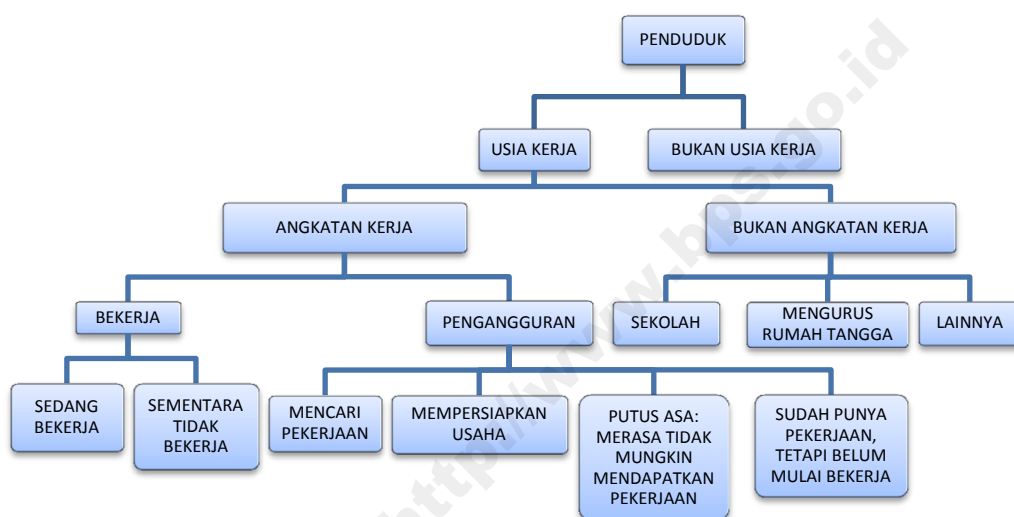 PENDUDUK
USIA KERJA
BUKAN USIA KERJA
ANGKATAN KERJA
BUKAN ANGKATAN KERJA
BEKERJA
PENGANGGURAN
SEKOLAH
MENGURUS
RUMAH TANGGA
LAINNYA
SEDANG
BEKERJA
SEMENTARA
TIDAK
BEKERJA
MENCARI
PEKERJAAN
MEMPERSIAPKAN
USAHA
PUTUS ASA:
MERASA TIDAK
MUNGKIN
MENDAPATKAN
PEKERJAAN
SUDAH PUNYA
PEKERJAAN,
TETAPI BELUM
MULAI BEKERJA
http://www.bps.go.id